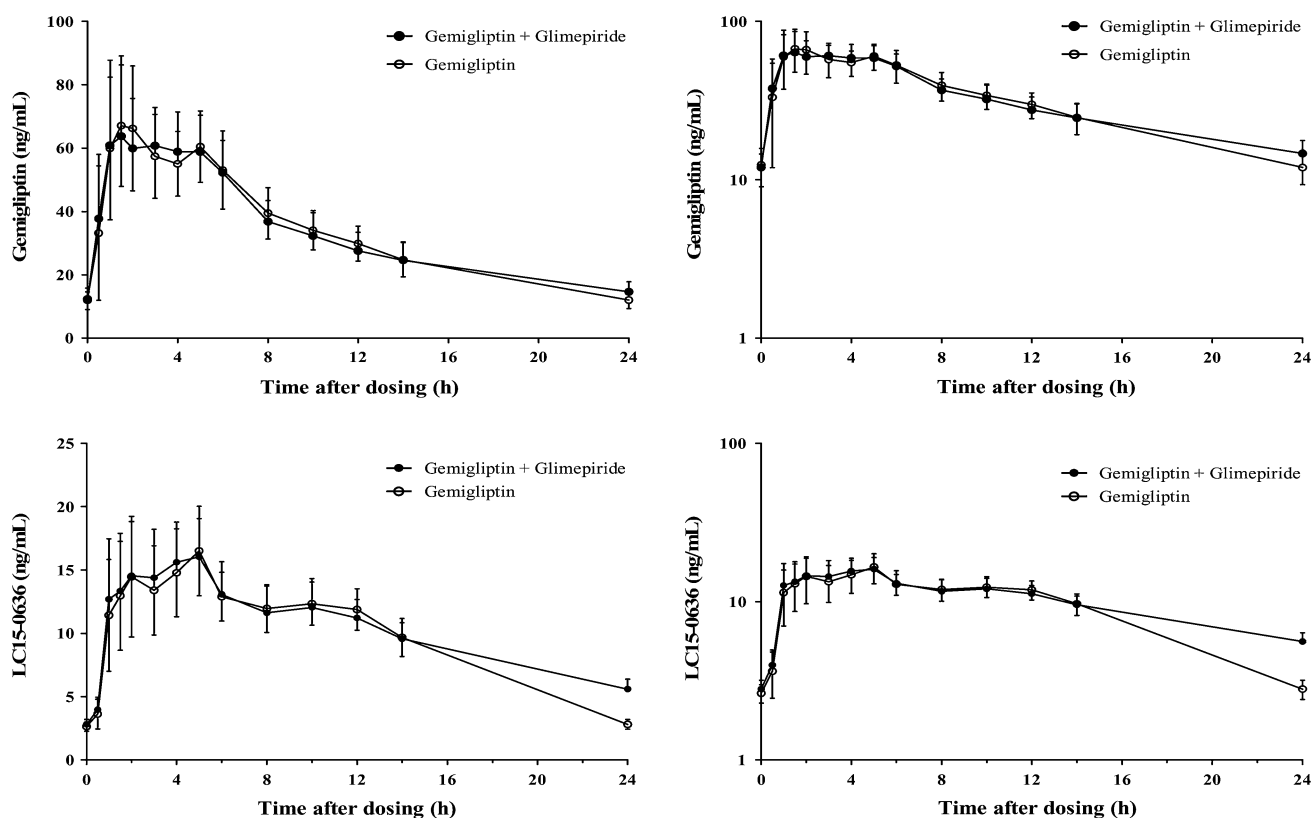 100
80
60
40
20
0
Gemigliptin (ng/mL)
Gemigliptin + Glimepiride
Gemigliptin
0 4 8 12 16 20 24
Time after dosing (h)
100
10
1
Gemigliptin (ng/mL)
Gemigliptin + Glimepiride
Gemigliptin
0 4 8 12 16 20 24
Time after dosing (h)
25
20
15
10
5
0
LC15-0636 (ng/mL)
Gemigliptin + Glimepiride
Gemigliptin
0 4 8 12 16 20 24
Time after dosing (h)
100
10
1
LC15-0636 (ng/mL)
Gemigliptin + Glimepiride
Gemigliptin
0 4 8 12 16 20 24
Time after dosing (h)